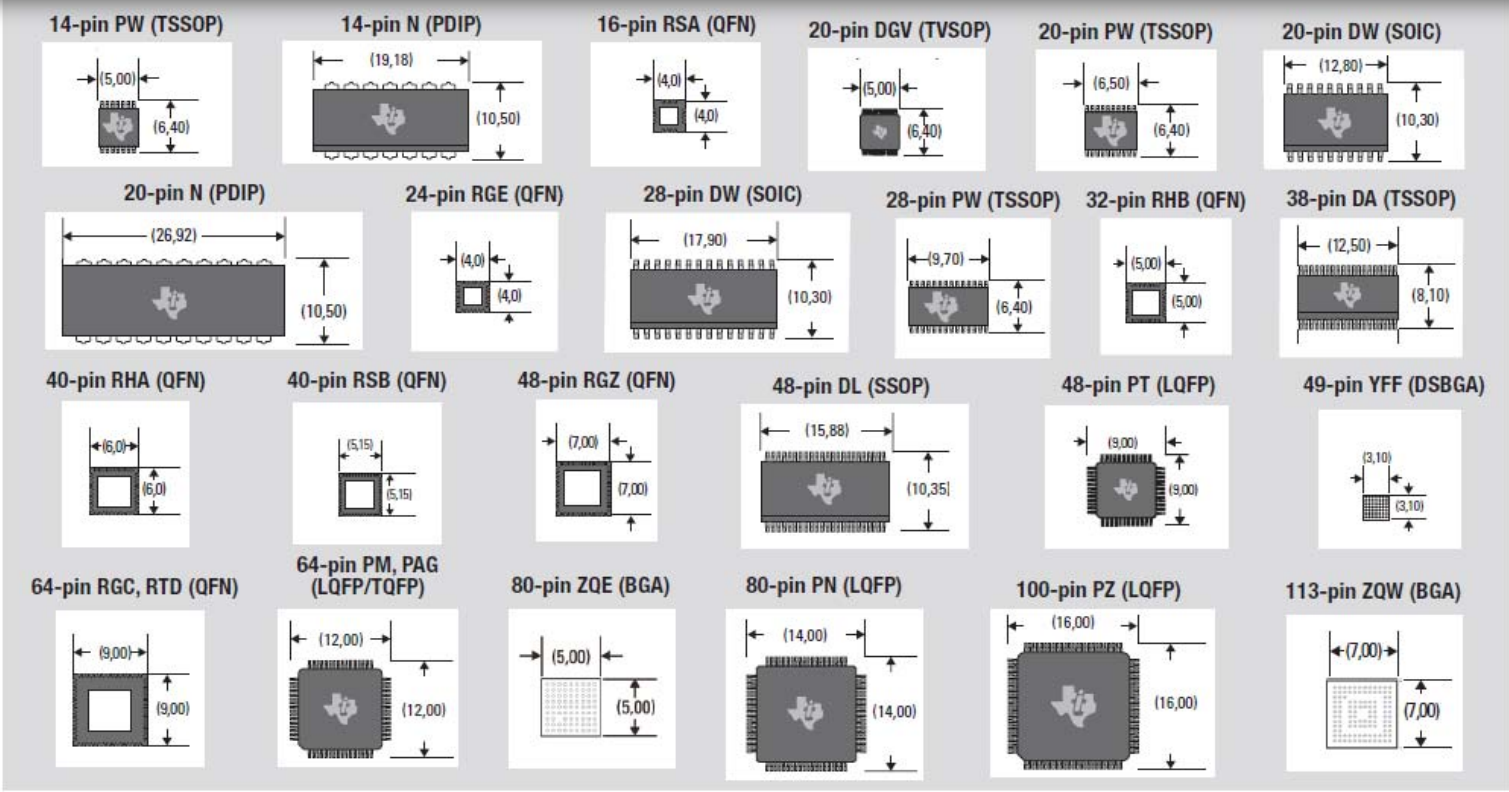 14-pin PW (TSSOP)
(5,00)
(6,40)
14-pin N (PDIP)
(19,18)
(10,50)
16-pin RSA (QFN)
(4,0)
(4,0)
20-pin DGV (TVSOP)
(5,00)
(6,40)
20-pin PW (TSSOP)
(6,50)
(6,40)
20-pin DW (SOIC)
(12,80)
(10,30)
20-pin N (PDIP)
(26,92)
(10,50)
24-pin RGE (QFN)
(4,0)
(4,0)
28-pin DW (SOIC)
(17,90)
(10,30)
28-pin PW (TSSOP)
(9,70)
(6,40)
32-pin RHB (QFN)
(5,00)
(5,00)
38-pin DA (TSSOP)
(12,50)
(8,10)
40-pin RHA (QFN)
(6,0)
(6,0)
40-pin RSB (QFN)
(5,15)
(5,15)
48-pin RGZ (QFN)
(7,00)
(7,00)
48-pin DL (SSOP)
(15,88)
(10,35)
48-pin PT (LQFP)
(9,00)
(9,00)
49-pin YFF (DSBGA)
(3,10)
(3,10)
64-pin RGC, RTD (QFN)
(9,00)
(9,00)
64-pin PM, PAG
(LQFP/TQFP)
(12,00)
(12,00)
80-pin ZQE (BGA)
(5,00)
(5,00)
80-pin PN (LQFP)
(14,00)
(14,00)
100-pin PZ (LQFP)
(16,00)
(16,00)
113-pin ZQW (BGA)
(7,00)
(7,00)